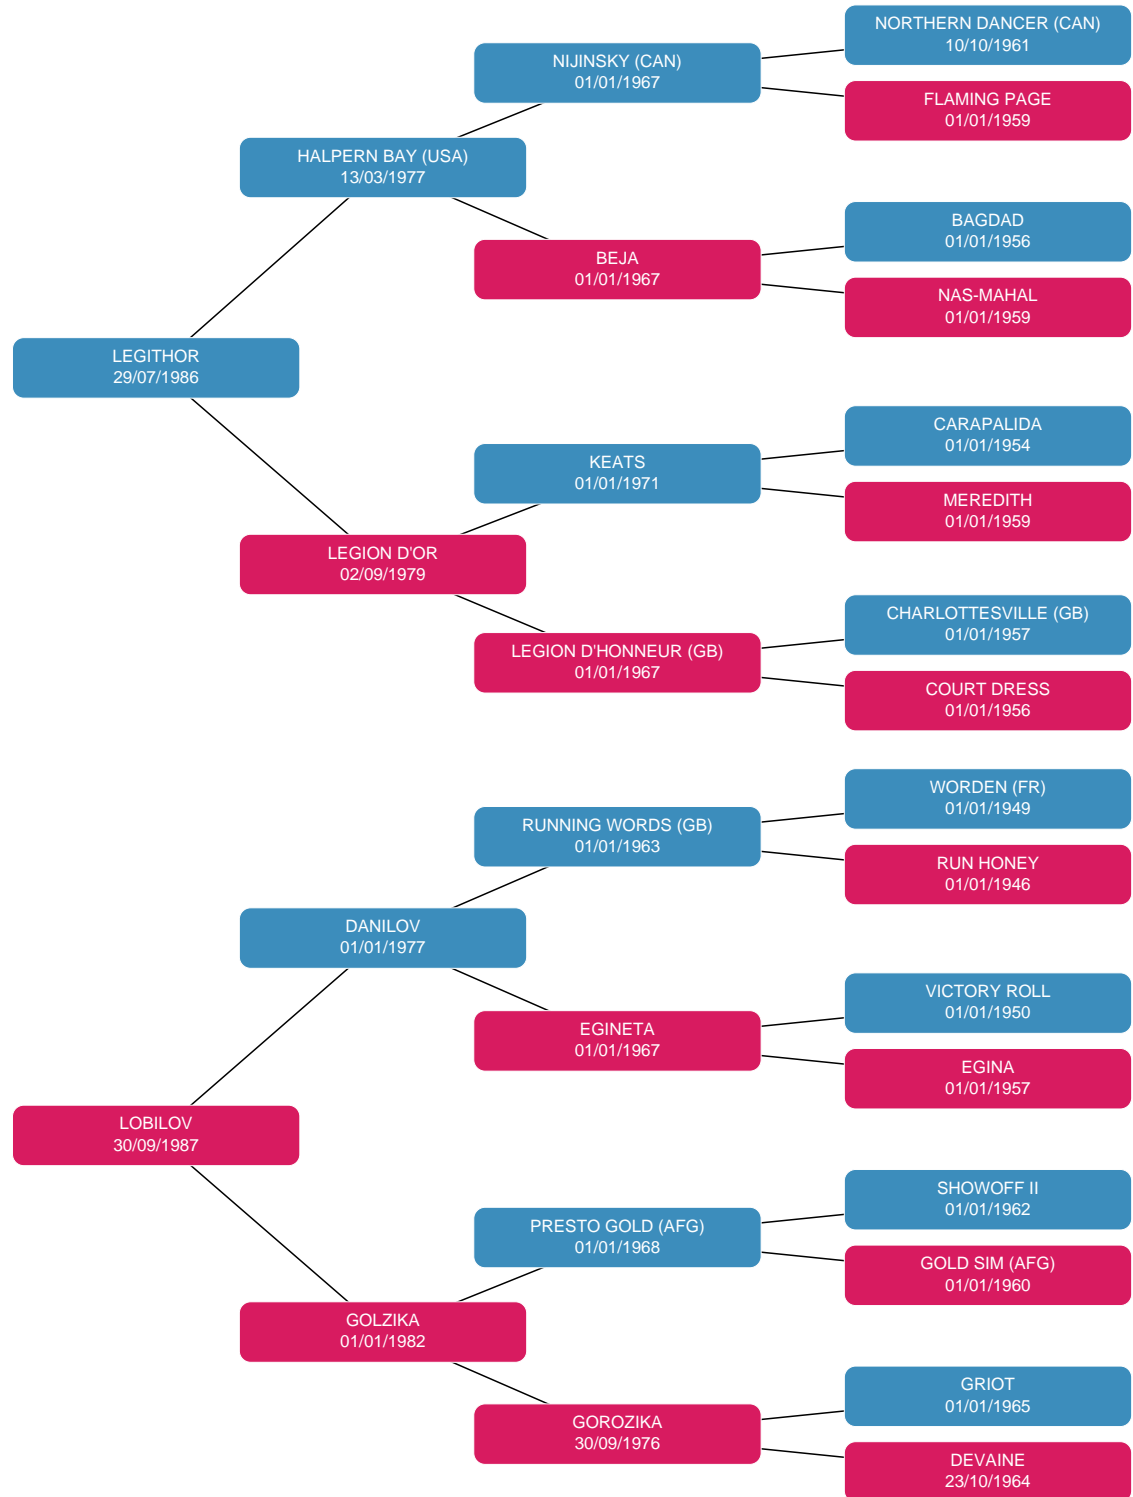 NORTHERN DANCER (CAN)
10/10/1961
NIJINSKY (CAN)
01/01/1967
FLAMING PAGE
01/01/1959
HALPERN BAY (USA)
13/03/1977
BAGDAD
01/01/1956
BEJA
01/01/1967
NAS-MAHAL
01/01/1959
LEGITHOR
29/07/1986
CARAPALIDA
01/01/1954
KEATS
01/01/1971
MEREDITH
01/01/1959
LEGION D'OR
02/09/1979
CHARLOTTESVILLE (GB)
01/01/1957
LEGION D'HONNEUR (GB)
01/01/1967
COURT DRESS
01/01/1956
WORDEN (FR)
01/01/1949
RUNNING WORDS (GB)
01/01/1963
RUN HONEY
01/01/1946
DANILOV
01/01/1977
VICTORY ROLL
01/01/1950
EGINETA
01/01/1967
EGINA
01/01/1957
LOBILOV
30/09/1987
SHOWOFF II
01/01/1962
PRESTO GOLD (AFG)
01/01/1968
GOLD SIM (AFG)
01/01/1960
GOLZIKA
01/01/1982
GRIOT
01/01/1965
GOROZIKA
30/09/1976
DEVAINE
23/10/1964